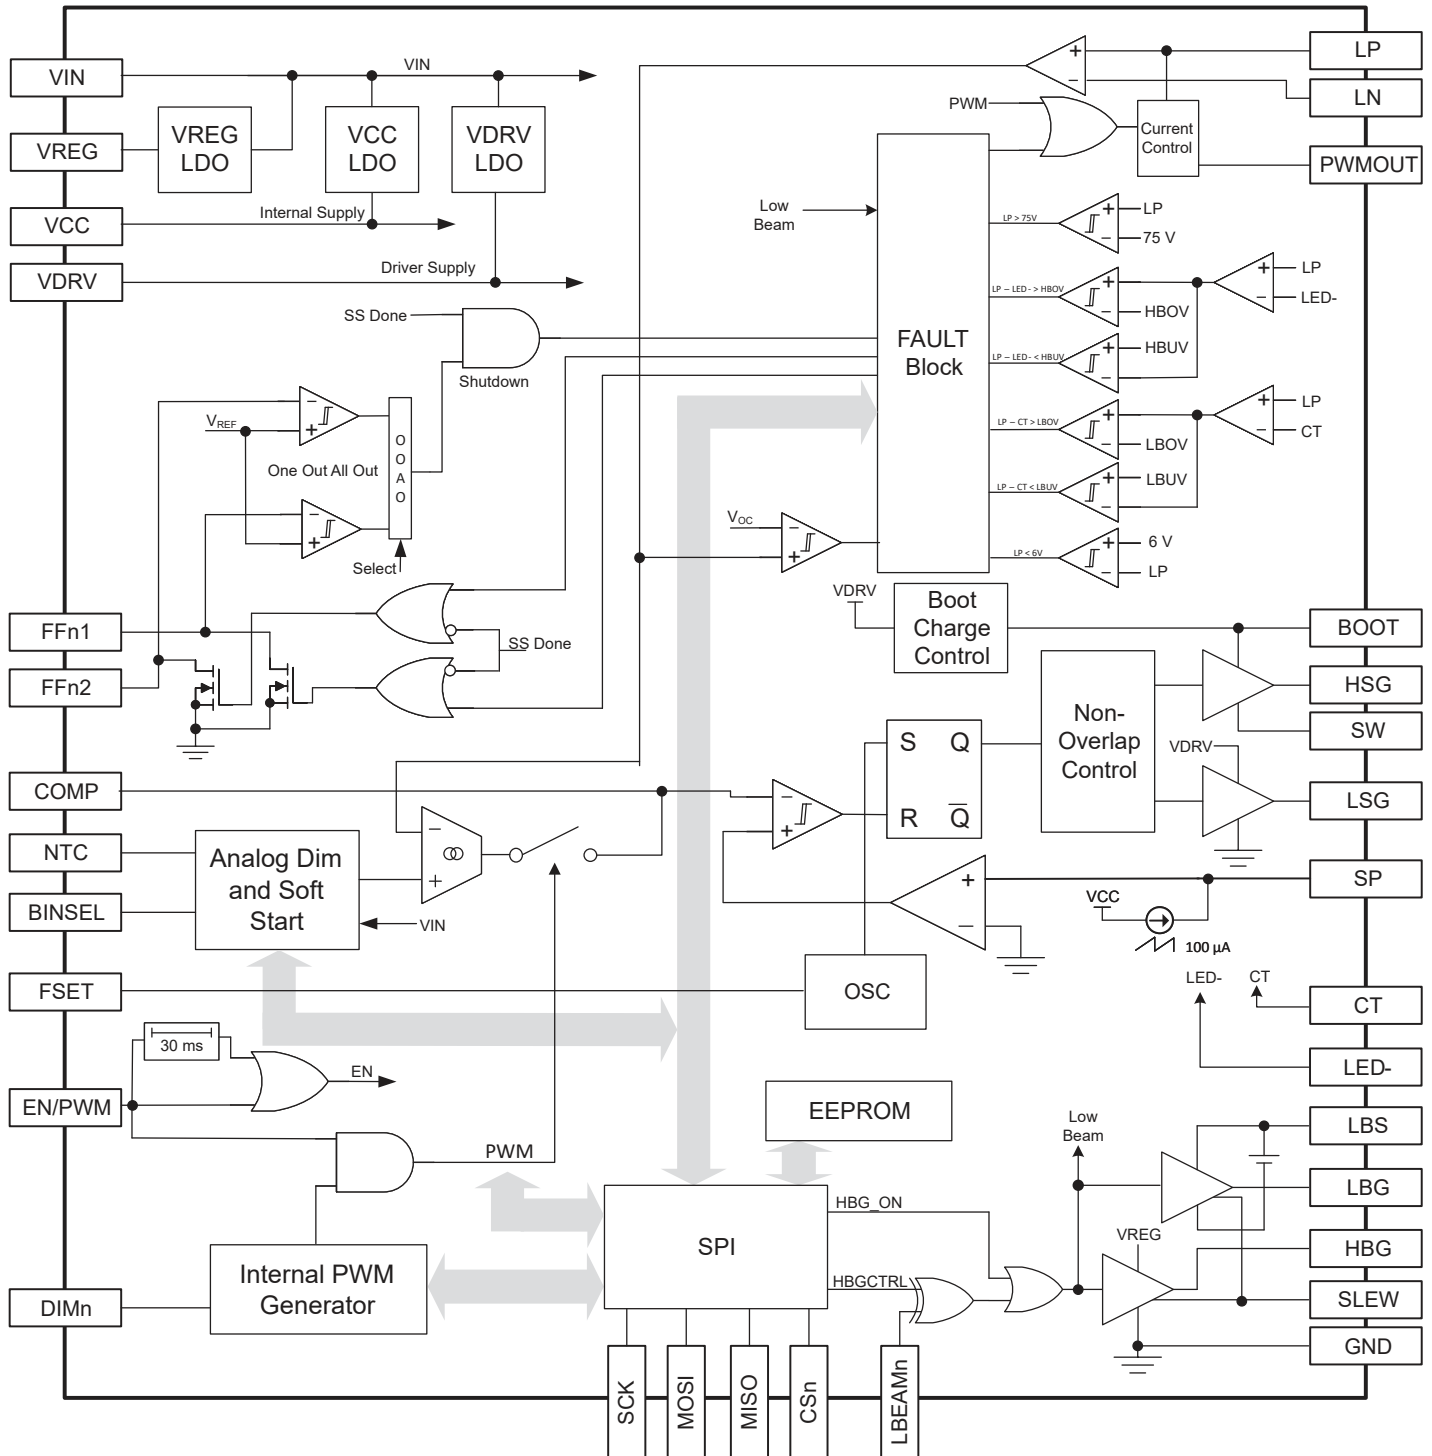 VIN
VREG
VCC
VDRV
VREG
LDO
VCC
LDO
VDRV
LDO
VIN
Internal Supply
Driver Supply
LP
LN
PWMOUT
+
−
PWM
Current
Control
Low
Beam
FAULT
Block
LP > 75V
LP − LED- > HBOV
LP − LED- < HBUV
LP − CT > LBOV
LP − CT < LBUV
LP < 6V
+
−
LP
75 V
+
−
HBOV
+
−
LP
LED-
+
−
HBUV
+
−
LBOV
+
−
LP
CT
+
−
LBUV
+
−
6 V
LP
SS Done
Shutdown
VREF
−
+
−
+
One Out All Out
O
O
A
O
Select
VOC
−
+
FFn1
FFn2
SS Done
VDRV
Boot
Charge
Control
BOOT
HSG
SW
LSG
SP
Non-
Overlap
Control
VDRV
S Q
R Q
COMP
NTC
BINSEL
FSET
Analog Dim
and Soft
Start
VIN
−
+
−
+
+
−
VCC
100 µA
OSC
LED-
CT
CT
LED-
30 ms
EN
EN/PWM
PWM
EEPROM
Low
Beam
LBS
LBG
HBG
SLEW
GND
VREG
SPI
HBG_ON
HBGCTRL
Internal PWM
Generator
DIMn
SCK
MOSI
MISO
CSn
LBEAMn